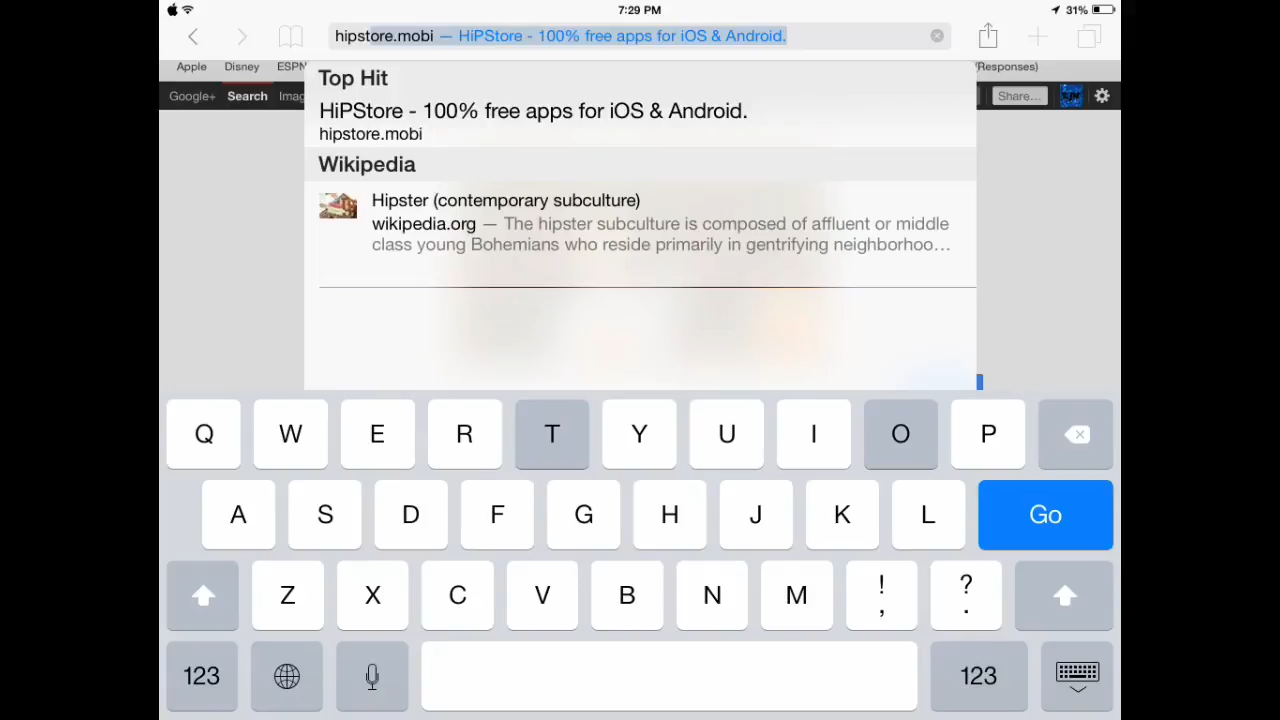 7:29 PM
31%
hipstore.mobi — HiPStore - 100% free apps for iOS & Android.
Apple Disney ESPN (Responses)
Google+ Search Imag Share...
Top Hit
HiPStore - 100% free apps for iOS & Android.
hipstore.mobi
Wikipedia
Hipster (contemporary subculture)
wikipedia.org — The hipster subculture is composed of affluent or middle
class young Bohemians who reside primarily in gentrifying neighborhoo...
Q W E R T Y U I O P
A S D F G H J K L Go
Z X C V B N M ! , ? .
123 123